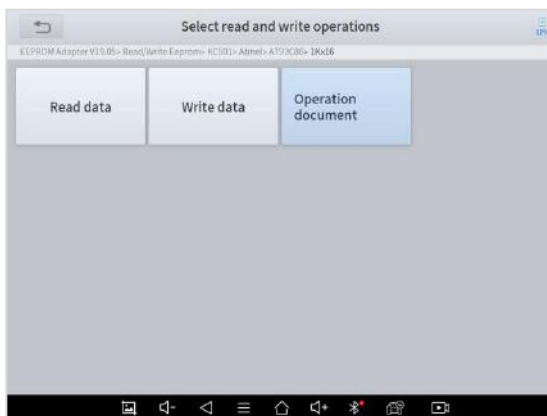 Select read and write operations
EEPROM Adapter V19.05> Read/Write Eeprom> KCS01> Atmel> AT93C86> 1Kx16
Read data
Write data
Operation
document